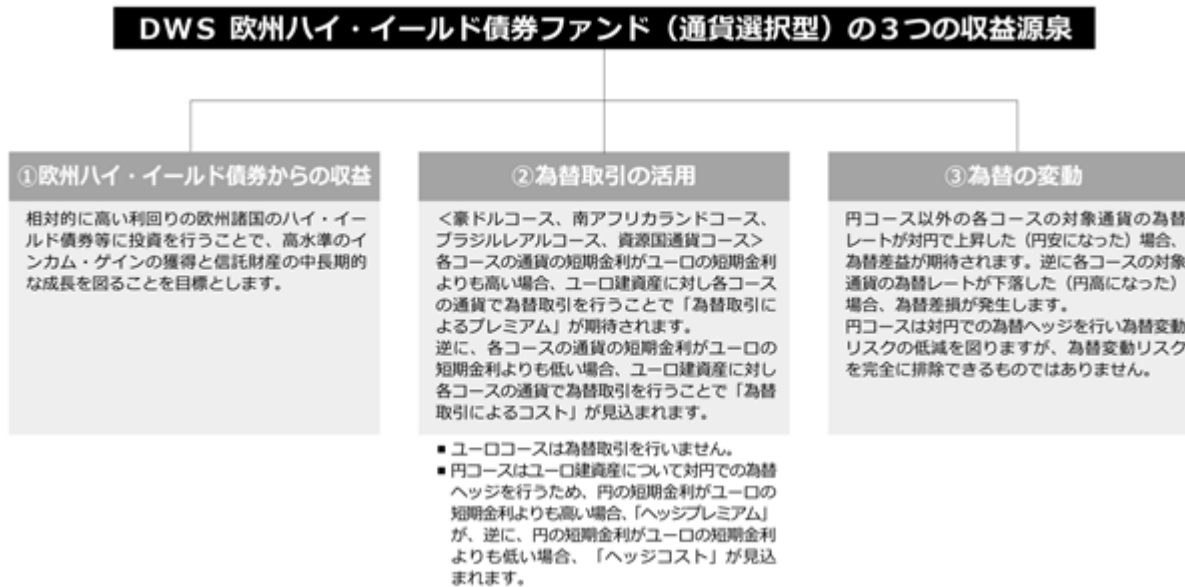 DWS 欧州ハイ・イールド債券ファンド（通貨選択型）の３つの収益源泉
①欧州ハイ・イールド債券からの収益
相対的に高い利回りの欧州諸国のハイ・イー
ルド債券等に投資を行うことで、高水準のイ
ンカム・ゲインの獲得と信託財産の中長期的
な成長を図ることを目標とします。
②為替取引の活用
＜豪ドルコース、南アフリカランドコース、
ブラジルレアルコース、資源国通貨コース＞
各コースの通貨の短期金利がユーロの短期金利
よりも高い場合、ユーロ建資産に対し各コース
の通貨で為替取引を行うことで「為替取引に
よるプレミアム」が期待されます。
逆に、各コースの通貨の短期金利がユーロの
短期金利よりも低い場合、ユーロ建資産に対し
各コースの通貨で為替取引を行うことで「為替
取引によるコスト」が見込まれます。
■ ユーロコースは為替取引を行いません。
■ 円コースはユーロ建資産について対円での為替
ヘッジを行うため、円の短期金利がユーロの
短期金利よりも高い場合、「ヘッジプレミアム」
が、逆に、円の短期金利がユーロの短期金利
よりも低い場合、「ヘッジコスト」が見込
まれます。
③為替の変動
円コース以外の各コースの対象通貨の為替
レートが対円で上昇した（円安になった）場合、
為替差益が期待されます。逆に各コースの対象
通貨の為替レートが下落した（円高になった）
場合、為替差損が発生します。
円コースは対円での為替ヘッジを行い為替変動
リスクの低減を図りますが、為替変動リスク
を完全に排除できるものではありません。